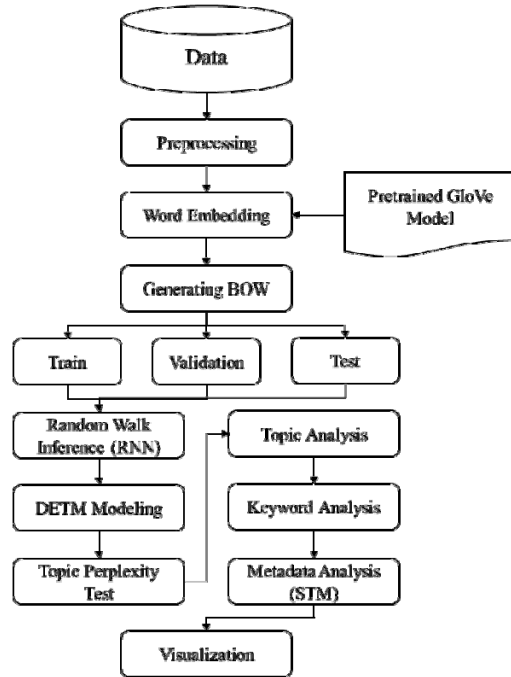 Data
Preprocessing
Word Embedding
Pretrained GloVe
Model
Generating BOW
Train
Validation
Test
Random Walk
Inference (RNN)
Topic Analysis
DETM Modeling
Keyword Analysis
Topic Perplexity
Test
Metadata Analysis
(STM)
Visualization